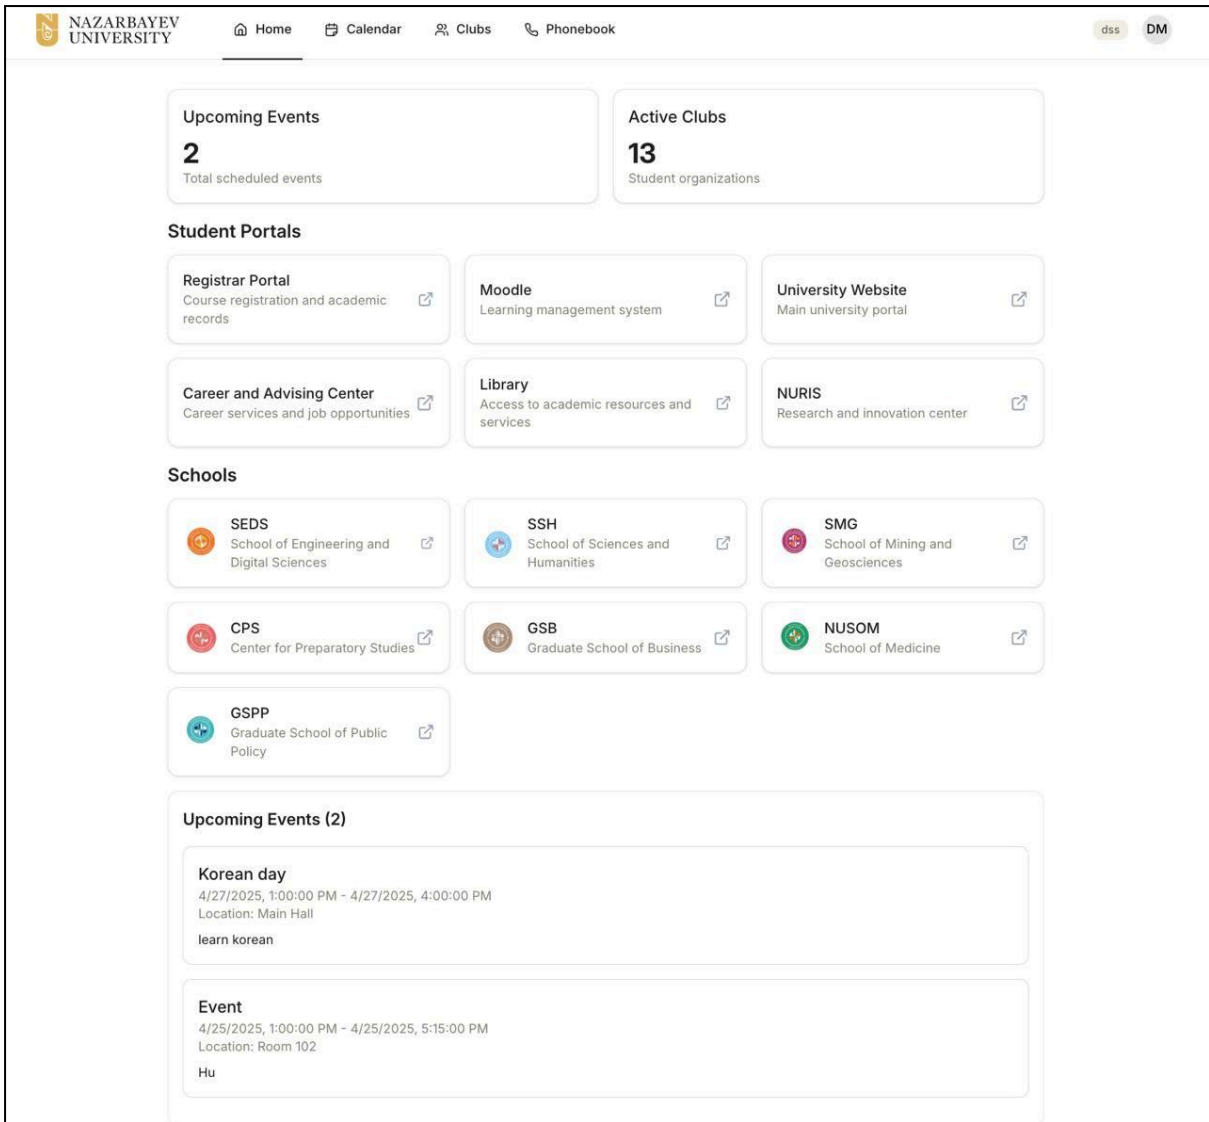 NAZARBAYEV
UNIVERSITY
Home
Calendar
Clubs
Phonebook
dss
DM
Upcoming Events
2
Total scheduled events
Active Clubs
13
Student organizations
Student Portals
Registrar Portal
Course registration and academic
records
Moodle
Learning management system
University Website
Main university portal
Career and Advising Center
Career services and job opportunities
Library
Access to academic resources and
services
NURIS
Research and innovation center
Schools
SEDS
School of Engineering and
Digital Sciences
SSH
School of Sciences and
Humanities
SMG
School of Mining and
Geosciences
CPS
Center for Preparatory Studies
GSB
Graduate School of Business
NUSOM
School of Medicine
GSPP
Graduate School of Public
Policy
Upcoming Events (2)
Korean day
4/27/2025, 1:00:00 PM - 4/27/2025, 4:00:00 PM
Location: Main Hall
learn korean
Event
4/25/2025, 1:00:00 PM - 4/25/2025, 5:15:00 PM
Location: Room 102
Hu